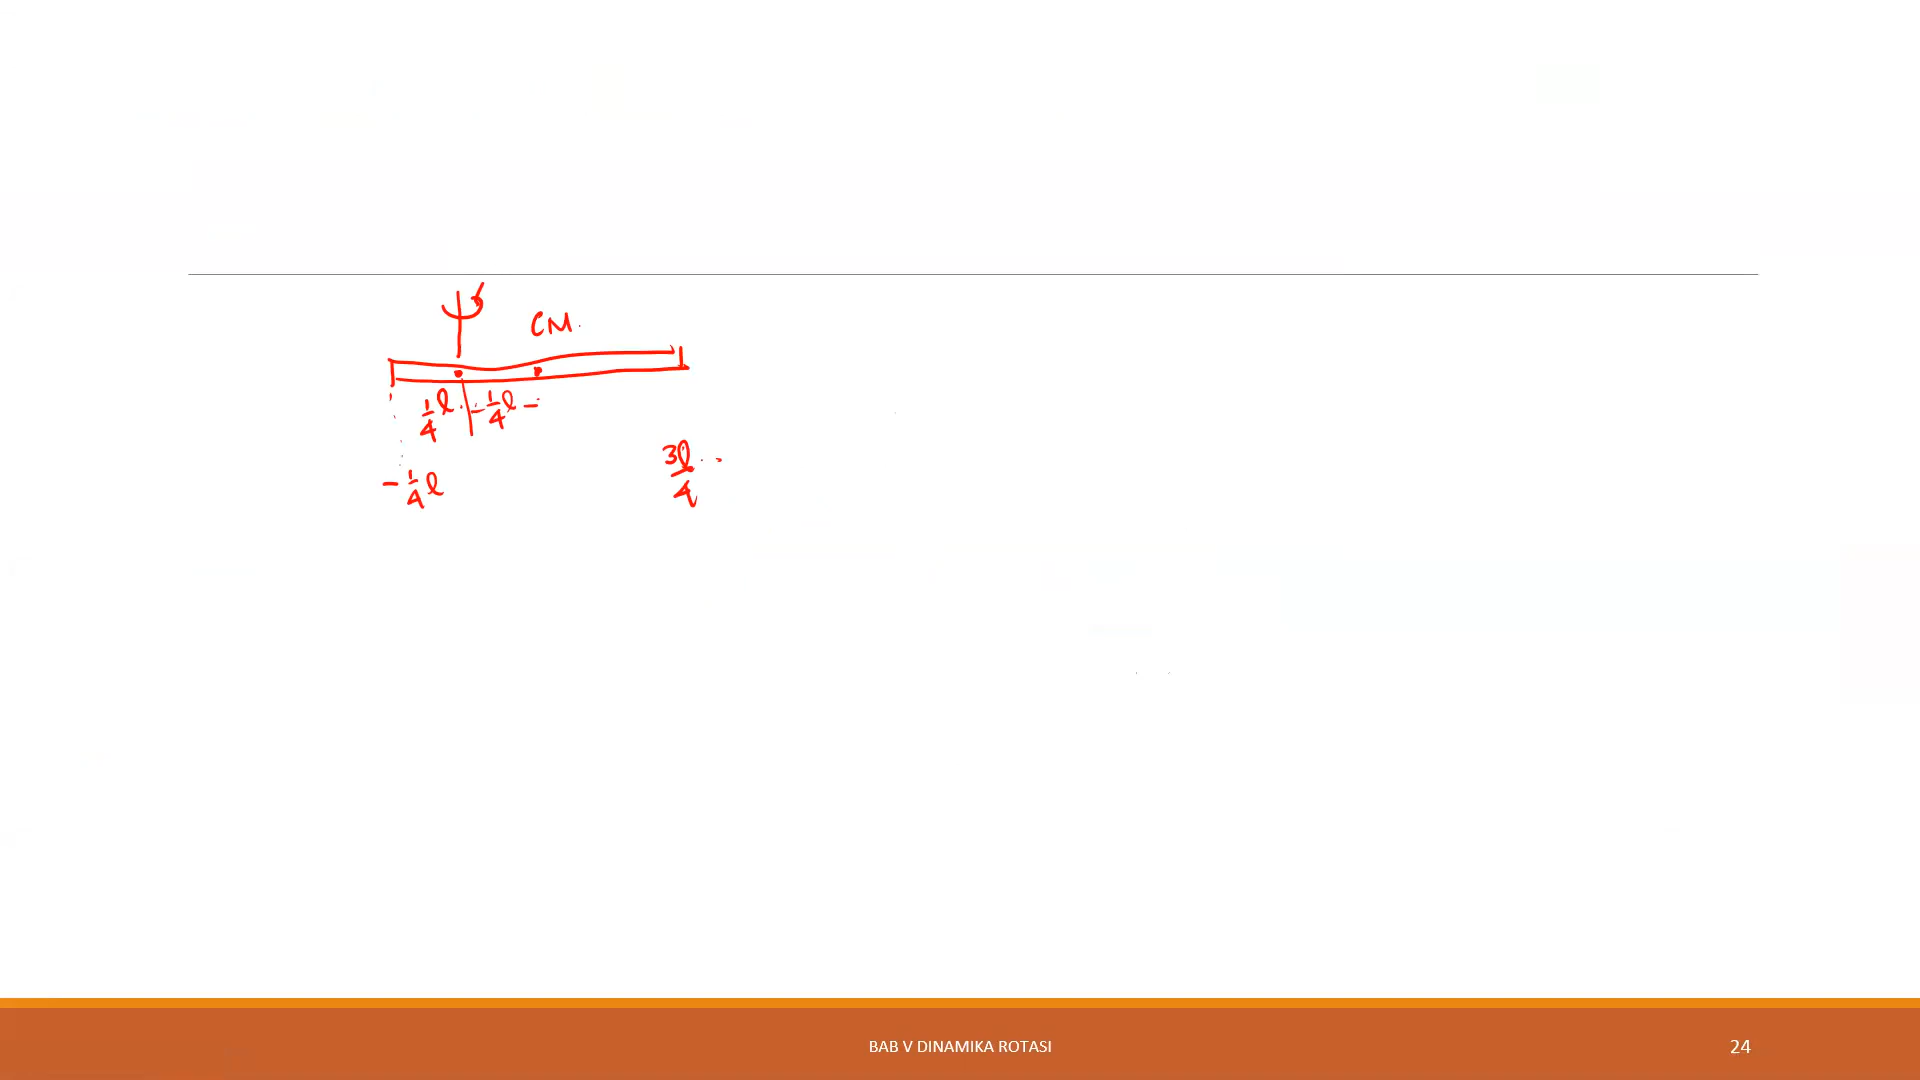 CM.
1/4 l
1/4 l
- 1/4 l
3l/4
BAB V DINAMIKA ROTASI
24